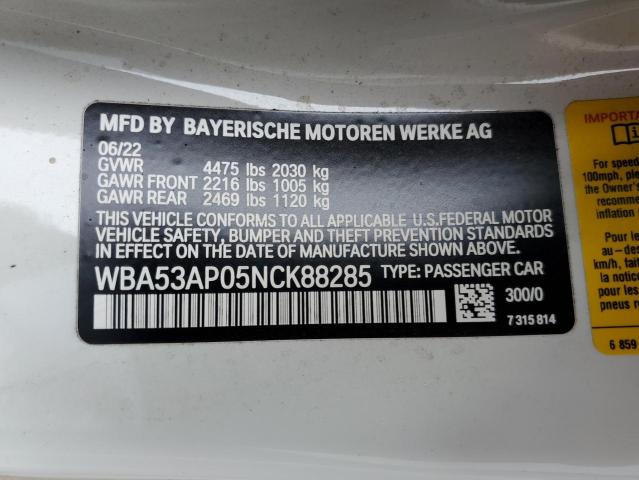 MFD BY BAYERISCHE MOTOREN WERKE AG
06/22
GVWR 4475 lbs 2030 kg
GAWR FRONT 2216 lbs 1005 kg
GAWR REAR 2469 lbs 1120 kg
THIS VEHICLE CONFORMS TO ALL APPLICABLE U.S.FEDERAL MOTOR
VEHICLE SAFETY, BUMPER AND THEFT PREVENTION STANDARDS
IN EFFECT ON THE DATE OF MANUFACTURE SHOWN ABOVE.
WBA53AP05NCK88285 TYPE: PASSENGER CAR
300/0
7 315 814
IMPORTA
For speed
100mph, ple
the Owner's
recomme
inflation
Pour les
au-des
km/h, fait
la notice
pour les
pneus r
6 859